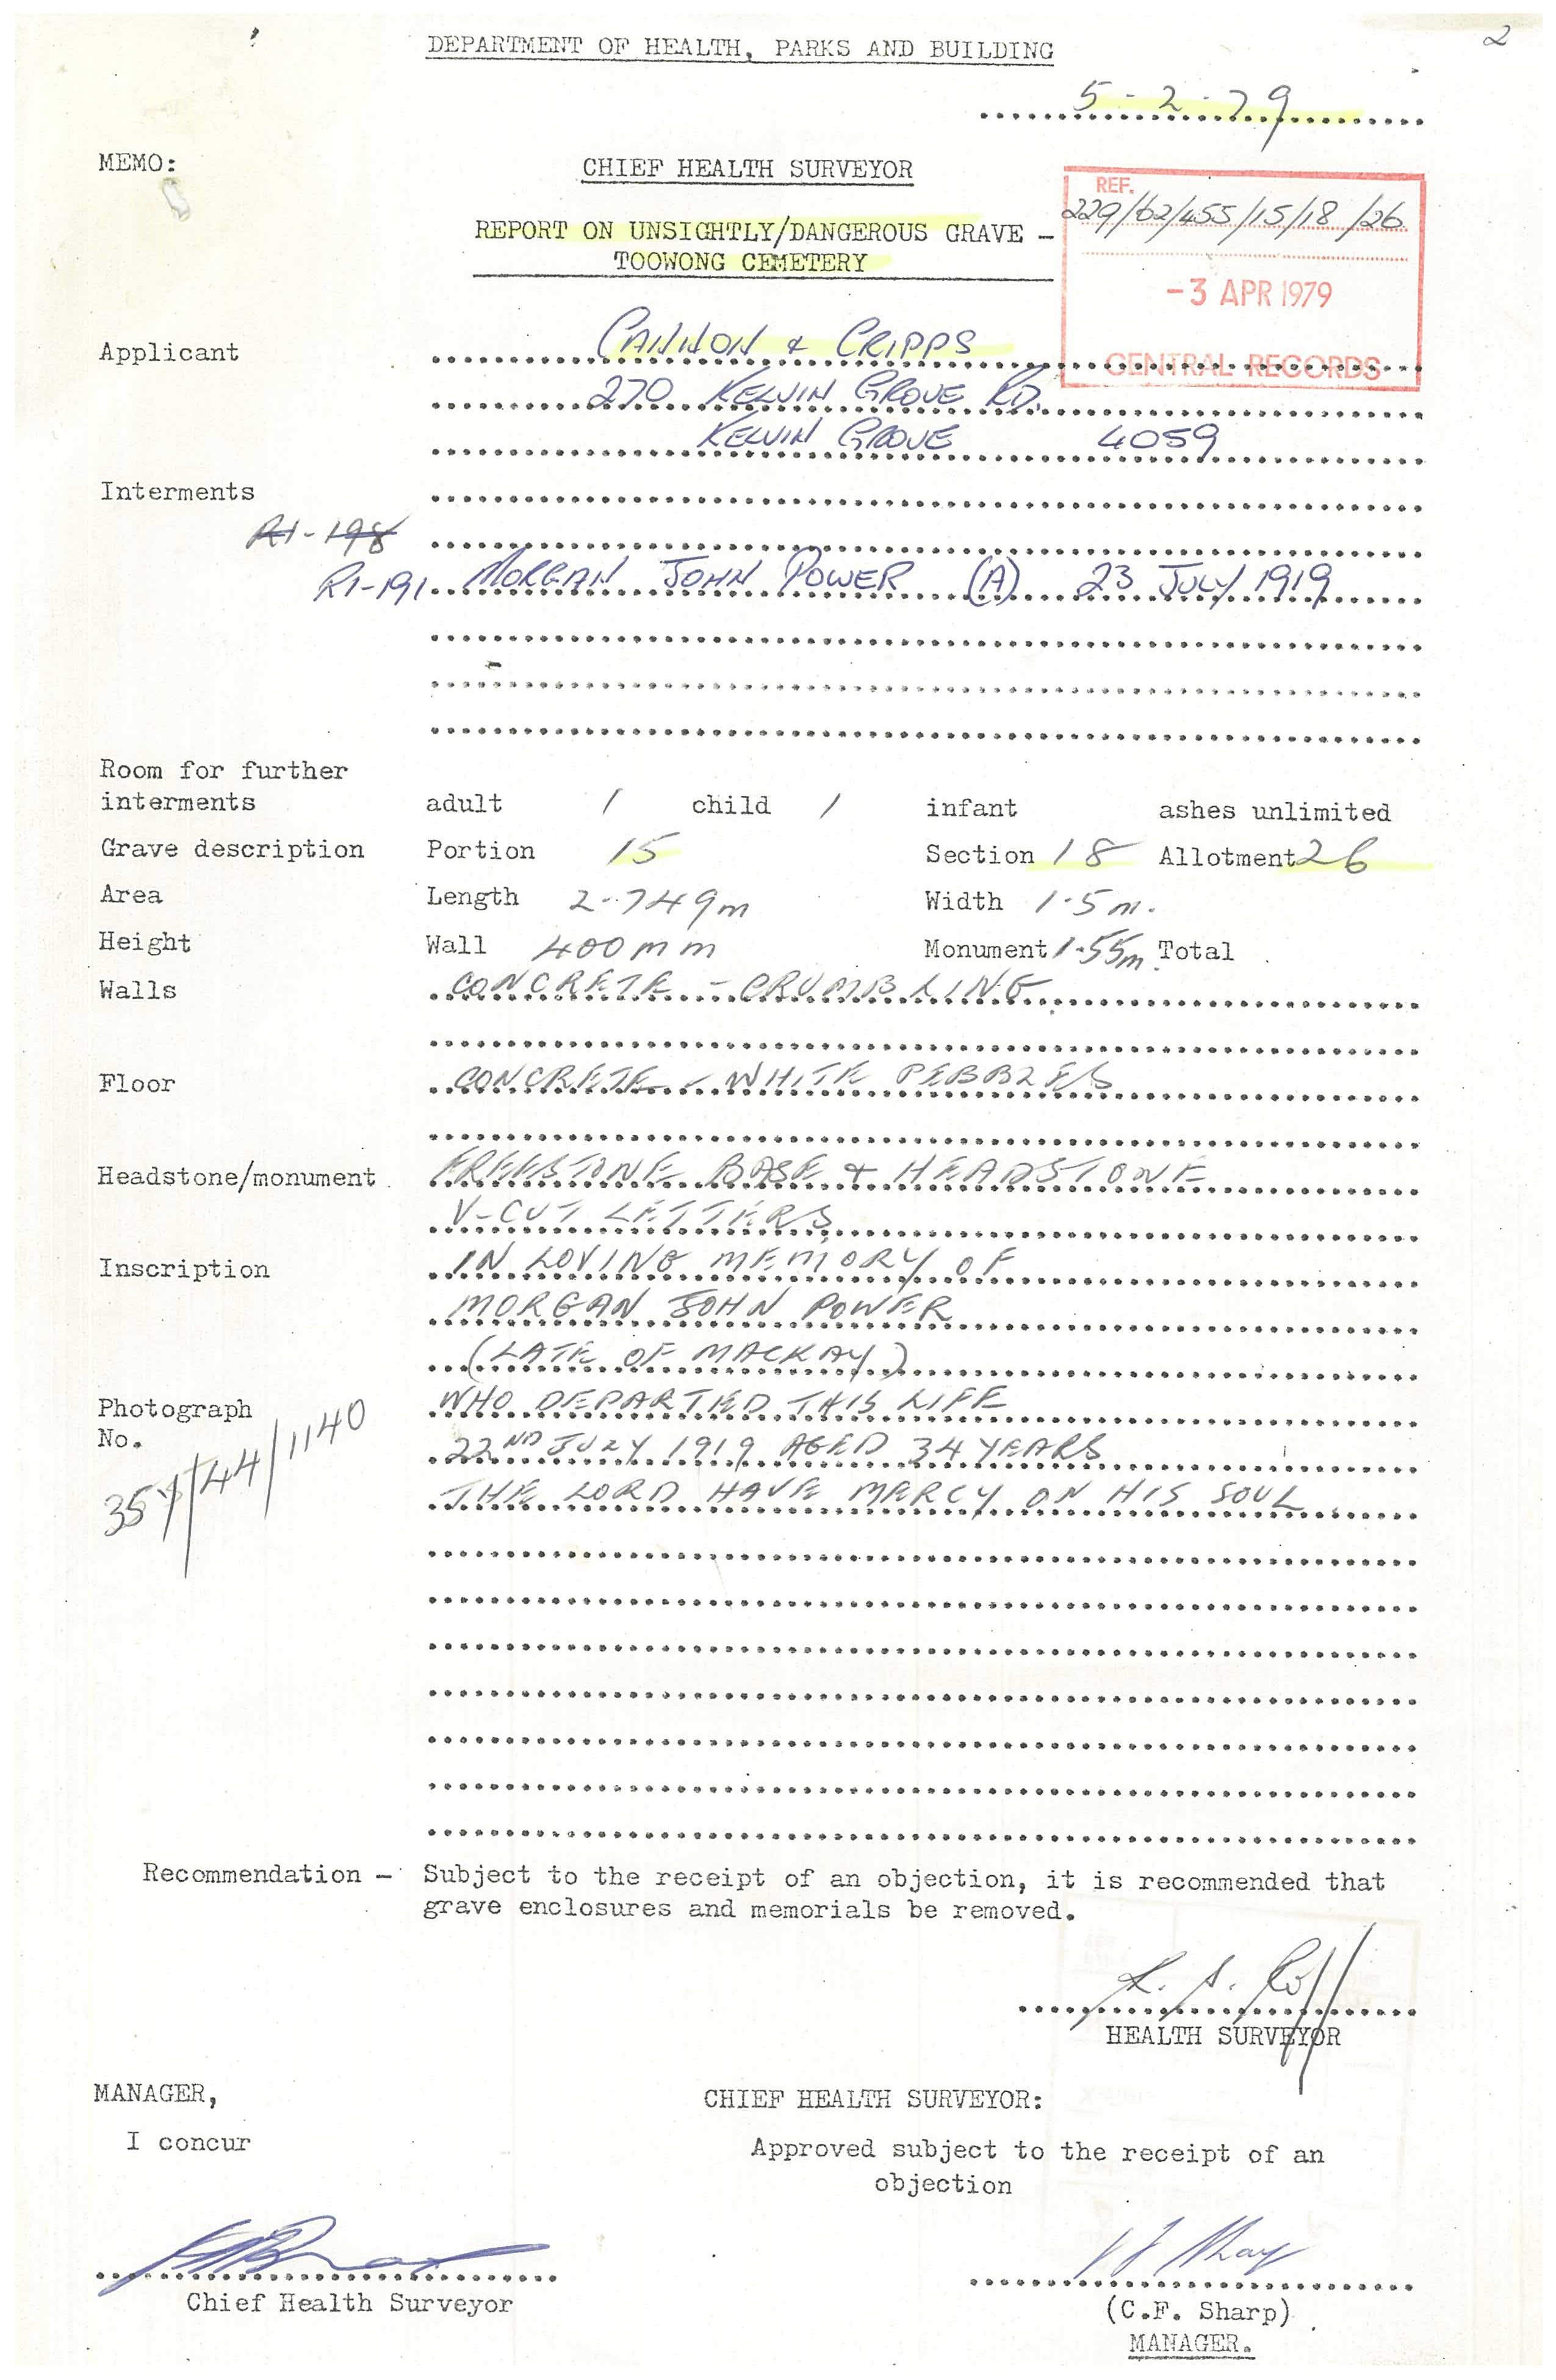 2
DEPARTMENT OF HEALTH, PARKS AND BUILDING
5-2-79
MEMO:
CHIEF HEALTH SURVEYOR
REF.
229/62/455/15/18/26
REPORT ON UNSIGHTLY/DANGEROUS GRAVE -
TOOWONG CEMETERY
-3 APR 1979
CENTRAL RECORDS
Applicant CANNON & CRIPPS
270 KELVIN GROVE RD.
KELVIN GROVE 4059
Interments
R1-198
R1-191 MORGAN JOHN POWER (A) 23 JULY 1919
Room for further
interments adult 1 child 1 infant ashes unlimited
Grave description Portion 15 Section 18 Allotment 26
Area Length 2.749m Width 1.5m.
Height Wall 400mm Monument 1.55m Total
Walls CONCRETE - CRUMBLING
Floor CONCRETE - WHITE PEBBLES
Headstone/monument FREESTONE BASE + HEADSTONE
V-CUT LETTERS
Inscription IN LOVING MEMORY OF
MORGAN JOHN POWER
(LATE OF MACKAY)
Photograph WHO DEPARTED THIS LIFE
No.
/44/1140
22ND JULY 1919 AGED 34 YEARS
THE LORD HAVE MERCY ON HIS SOUL
Recommendation - Subject to the receipt of an objection, it is recommended that
grave enclosures and memorials be removed.
HEALTH SURVEYOR
MANAGER, CHIEF HEALTH SURVEYOR:
I concur Approved subject to the receipt of an
objection
Chief Health Surveyor (C.F. Sharp)
MANAGER.